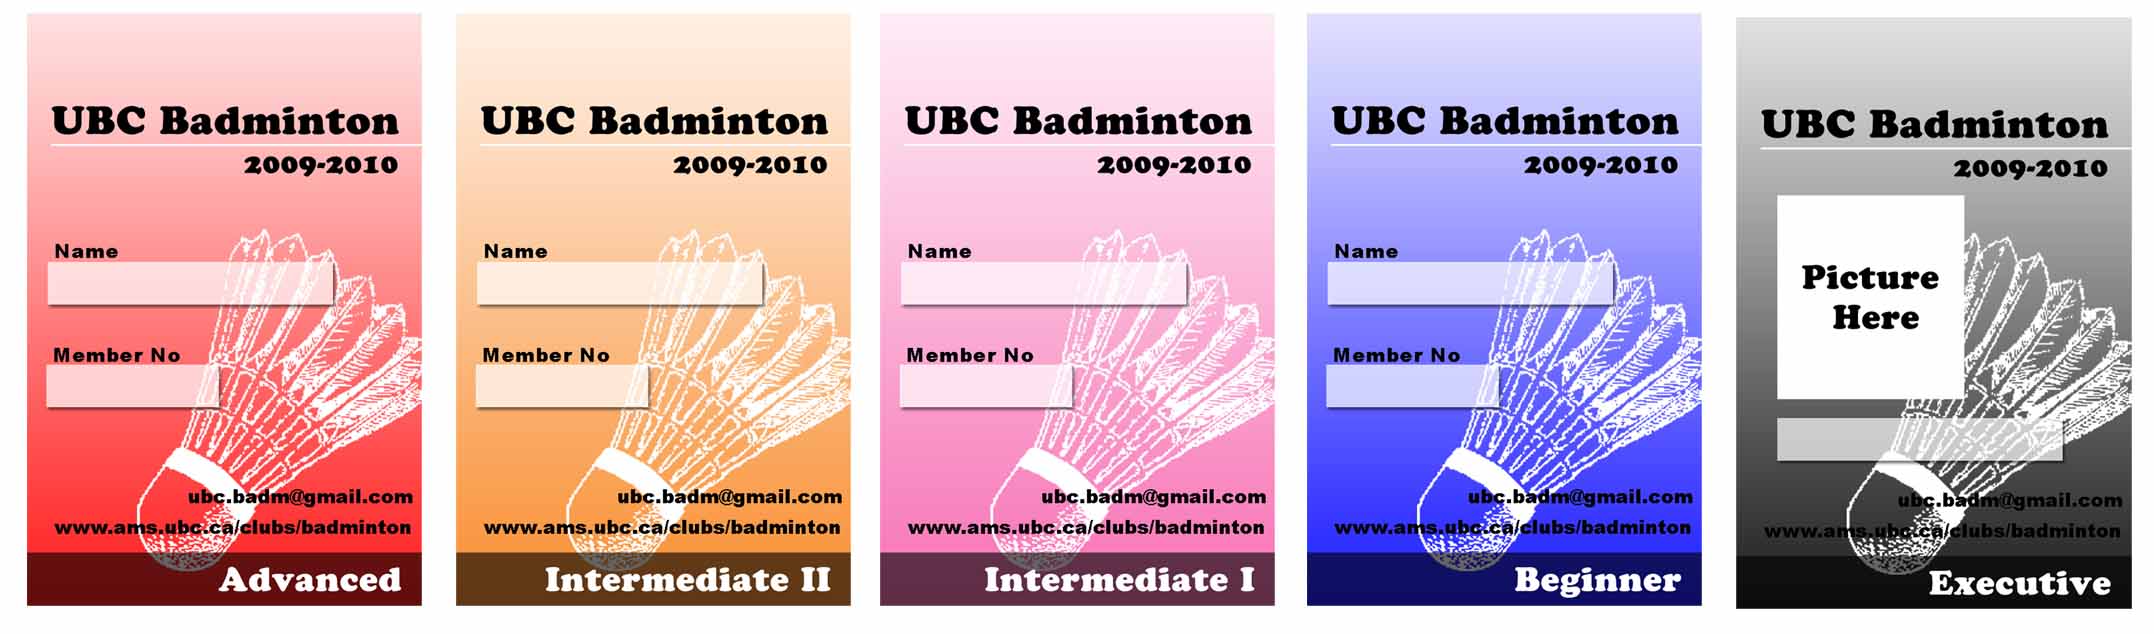 UBC Badminton
2009-2010
Name
Member No
ubc.badm@gmail.com
www.ams.ubc.ca/clubs/badminton
Advanced
UBC Badminton
2009-2010
Name
Member No
ubc.badm@gmail.com
www.ams.ubc.ca/clubs/badminton
Intermediate II
UBC Badminton
2009-2010
Name
Member No
ubc.badm@gmail.com
www.ams.ubc.ca/clubs/badminton
Intermediate I
UBC Badminton
2009-2010
Name
Member No
ubc.badm@gmail.com
www.ams.ubc.ca/clubs/badminton
Beginner
UBC Badminton
2009-2010
Picture
Here
ubc.badm@gmail.com
www.ams.ubc.ca/clubs/badminton
Executive